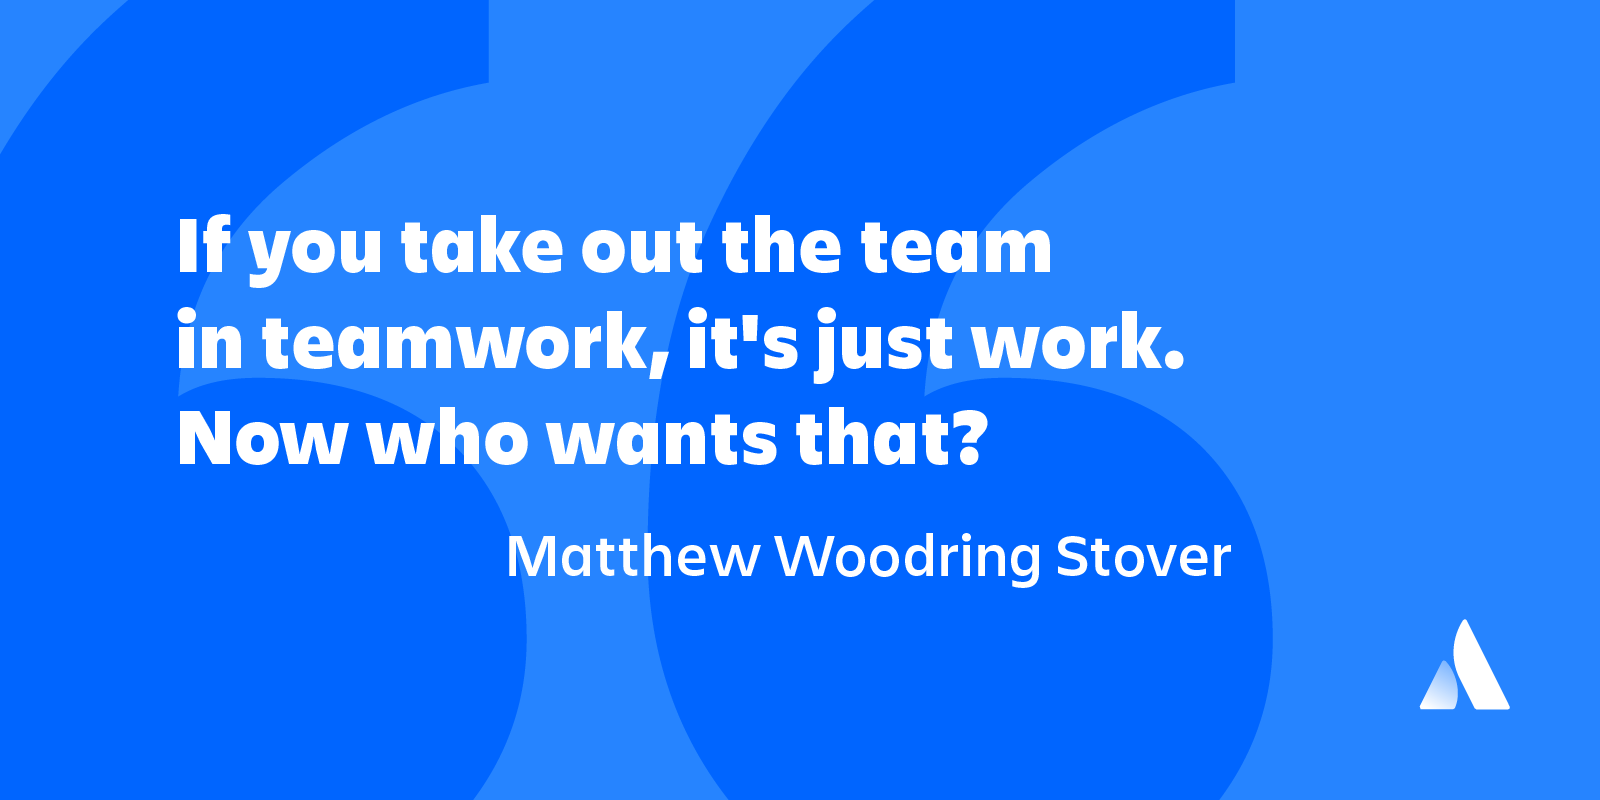 If you take out the team
in teamwork, it's just work.
Now who wants that?
Matthew Woodring Stover